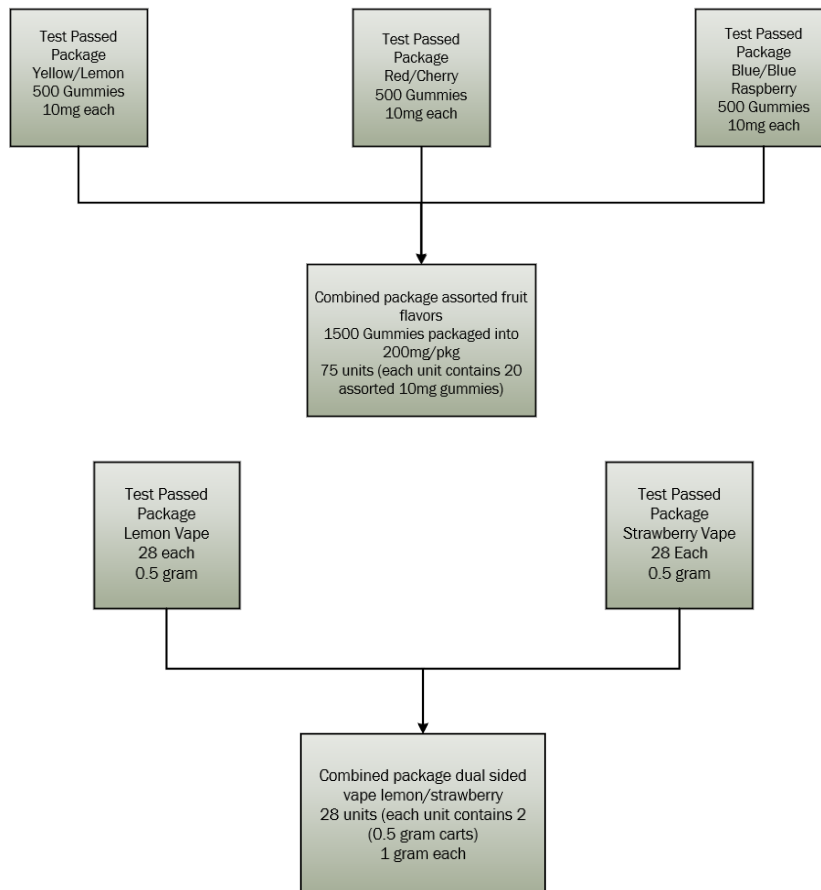 Test Passed
Package
Yellow/Lemon
500 Gummies
10mg each
Test Passed
Package
Red/Cherry
500 Gummies
10mg each
Test Passed
Package
Blue/Blue
Raspberry
500 Gummies
10mg each
Combined package assorted fruit
flavors
1500 Gummies packaged into
200mg/pkg
75 units (each unit contains 20
assorted 10mg gummies)
Test Passed
Package
Lemon Vape
28 each
0.5 gram
Test Passed
Package
Strawberry Vape
28 Each
0.5 gram
Combined package dual sided
vape lemon/strawberry
28 units (each unit contains 2
(0.5 gram carts)
1 gram each